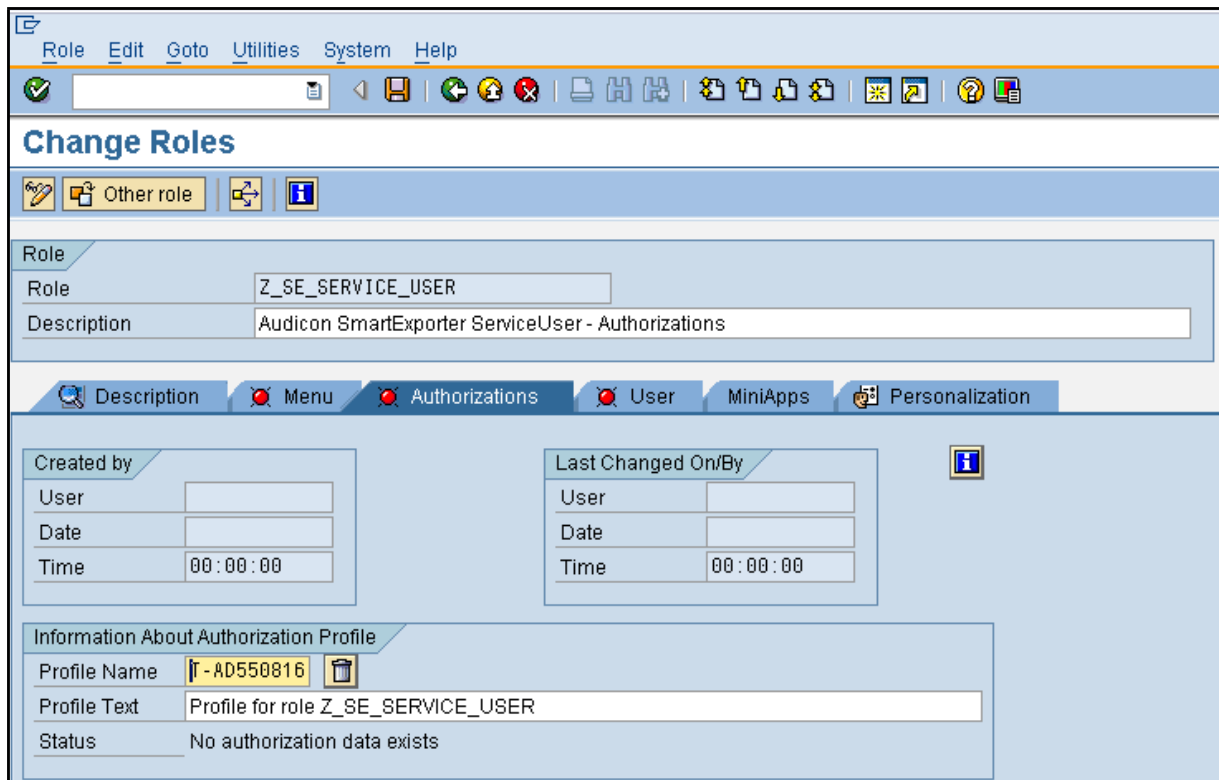 Role Edit Goto Utilities System Help
Change Roles
Other role
Role
Role Z_SE_SERVICE_USER
Description Audicon SmartExporter ServiceUser - Authorizations
Description Menu Authorizations User MiniApps Personalization
Created by Last Changed On/By
User User
Date Date
Time 00:00:00 Time 00:00:00
Information About Authorization Profile
Profile Name T-AD550816
Profile Text Profile for role Z_SE_SERVICE_USER
Status No authorization data exists